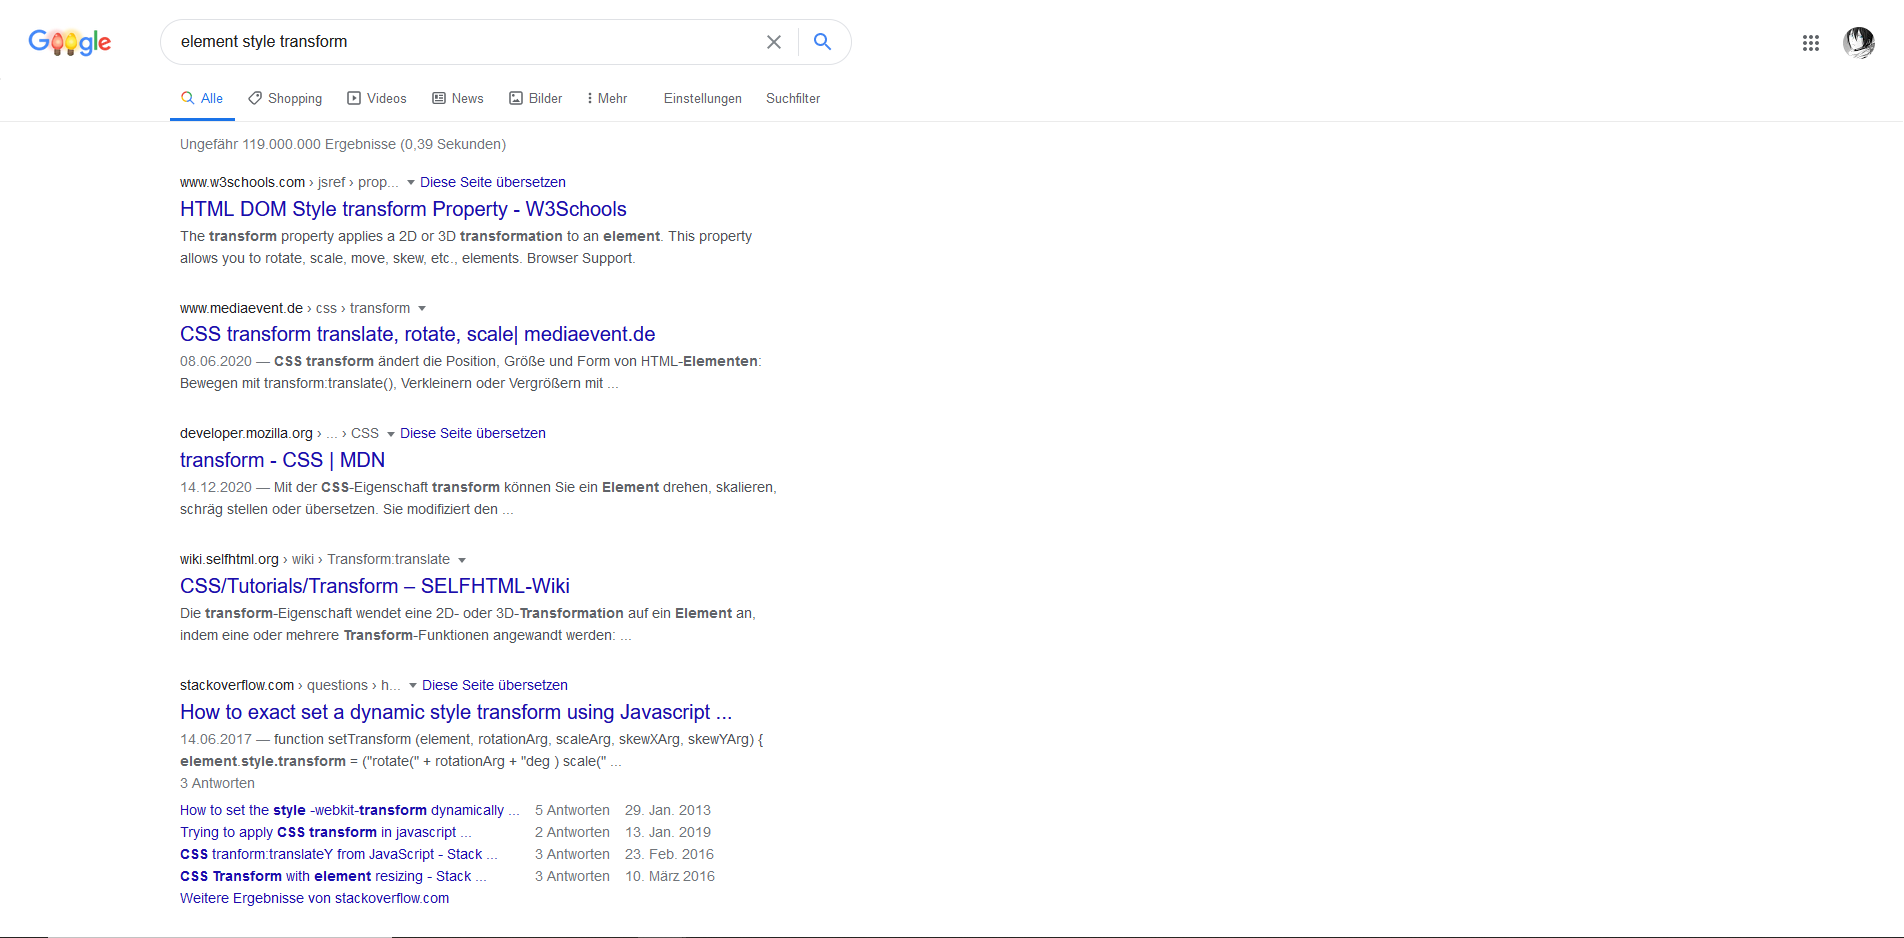 Google
element style transform
Alle Shopping Videos News Bilder Mehr Einstellungen Suchfilter
Ungefähr 119.000.000 Ergebnisse (0,39 Sekunden)
www.w3schools.com › jsref › prop... Diese Seite übersetzen
HTML DOM Style transform Property - W3Schools
The transform property applies a 2D or 3D transformation to an element. This property
allows you to rotate, scale, move, skew, etc., elements. Browser Support.
www.mediaevent.de › css › transform
CSS transform translate, rotate, scale| mediaevent.de
08.06.2020 — CSS transform ändert die Position, Größe und Form von HTML-Elementen:
Bewegen mit transform:translate(), Verkleinern oder Vergrößern mit ...
developer.mozilla.org › ... › CSS Diese Seite übersetzen
transform - CSS | MDN
14.12.2020 — Mit der CSS-Eigenschaft transform können Sie ein Element drehen, skalieren,
schräg stellen oder übersetzen. Sie modifiziert den ...
wiki.selfhtml.org › wiki › Transform:translate
CSS/Tutorials/Transform – SELFHTML-Wiki
Die transform-Eigenschaft wendet eine 2D- oder 3D-Transformation auf ein Element an,
indem eine oder mehrere Transform-Funktionen angewandt werden: ...
stackoverflow.com › questions › h... Diese Seite übersetzen
How to exact set a dynamic style transform using Javascript ...
14.06.2017 — function setTransform (element, rotationArg, scaleArg, skewXArg, skewYArg) {
element.style.transform = ("rotate(" + rotationArg + "deg ) scale(" ...
3 Antworten
How to set the style -webkit-transform dynamically ... 5 Antworten 29. Jan. 2013
Trying to apply CSS transform in javascript ... 2 Antworten 13. Jan. 2019
CSS tranform:translateY from JavaScript - Stack ... 3 Antworten 23. Feb. 2016
CSS Transform with element resizing - Stack ... 3 Antworten 10. März 2016
Weitere Ergebnisse von stackoverflow.com